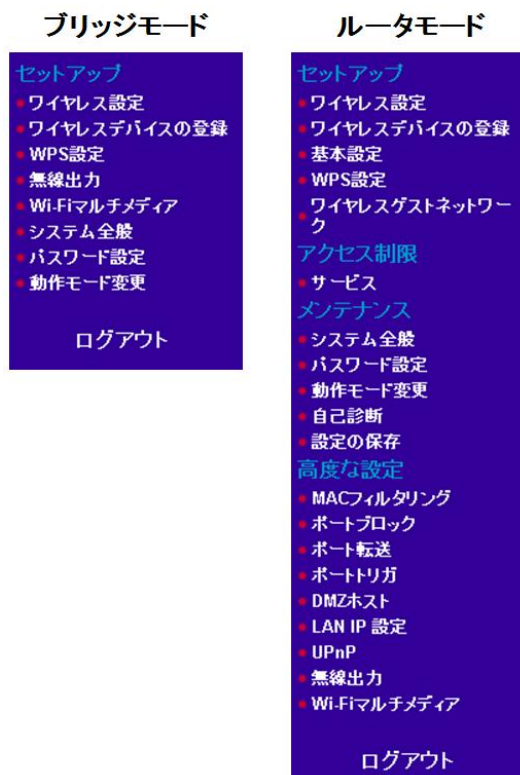 ブリッジモード
セットアップ
ワイヤレス設定
ワイヤレスデバイスの登録
WPS設定
無線出力
Wi-Fiマルチメディア
システム全般
パスワード設定
動作モード変更
ログアウト
ルータモード
セットアップ
ワイヤレス設定
ワイヤレスデバイスの登録
基本設定
WPS設定
ワイヤレスゲストネットワー
ク
アクセス制限
サービス
メンテナンス
システム全般
パスワード設定
動作モード変更
自己診断
設定の保存
高度な設定
MACフィルタリング
ポートブロック
ポート転送
ポートトリガ
DMZホスト
LAN IP 設定
UPnP
無線出力
Wi-Fiマルチメディア
ログアウト